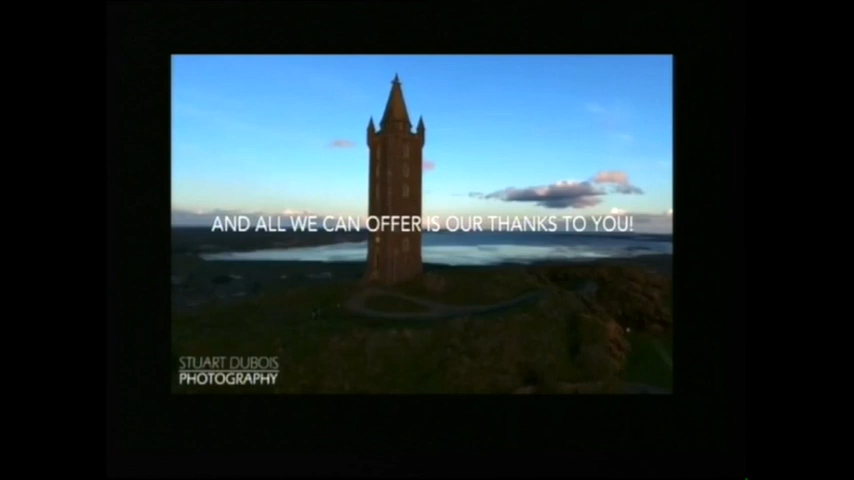 AND ALL WE CAN OFFER IS OUR THANKS TO YOU!
STUART DUBOIS
PHOTOGRAPHY